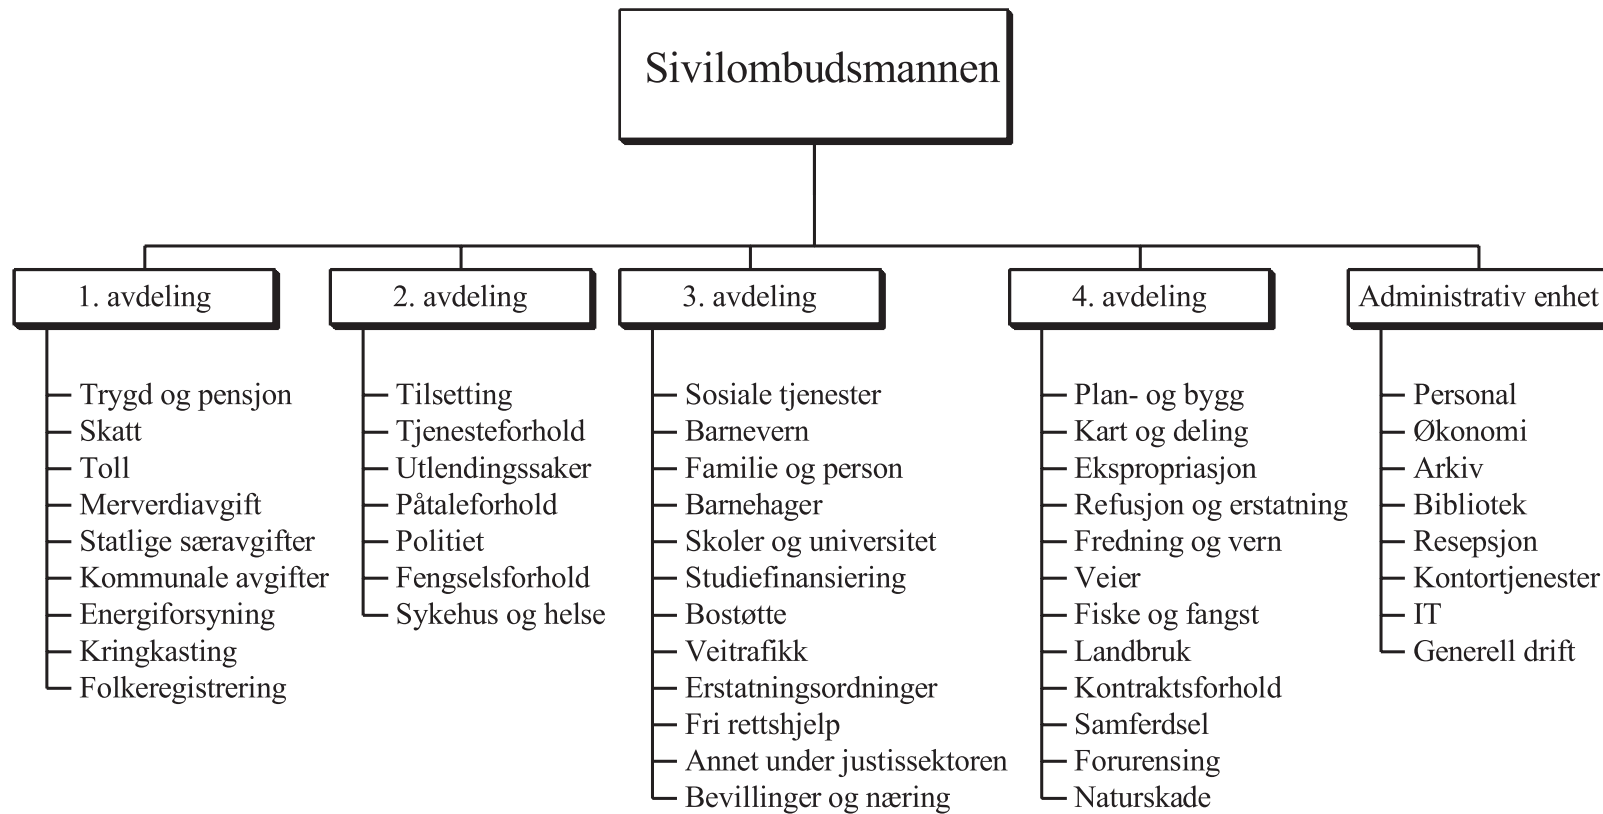 Sivilombudsmannen
1. avdeling
Trygd og pensjon
Skatt
Toll
Merverdiavgift
Statlige særavgifter
Kommunale avgifter
Energiforsyning
Kringkasting
Folkeregistrering
2. avdeling
Tilsetting
Tjenesteforhold
Utlendingssaker
Påtaleforhold
Politiet
Fengselsforhold
Sykehus og helse
3. avdeling
Sosiale tjenester
Barnevern
Familie og person
Barnehager
Skoler og universitet
Studiefinansiering
Bostøtte
Veitrafikk
Erstatningsordninger
Fri rettshjelp
Annet under justissektoren
Bevillinger og næring
4. avdeling
Plan- og bygg
Kart og deling
Ekspropriasjon
Refusjon og erstatning
Fredning og vern
Veier
Fiske og fangst
Landbruk
Kontraktsforhold
Samferdsel
Forurensing
Naturskade
Administrativ enhet
Personal
Økonomi
Arkiv
Bibliotek
Resepsjon
Kontortjenester
IT
Generell drift